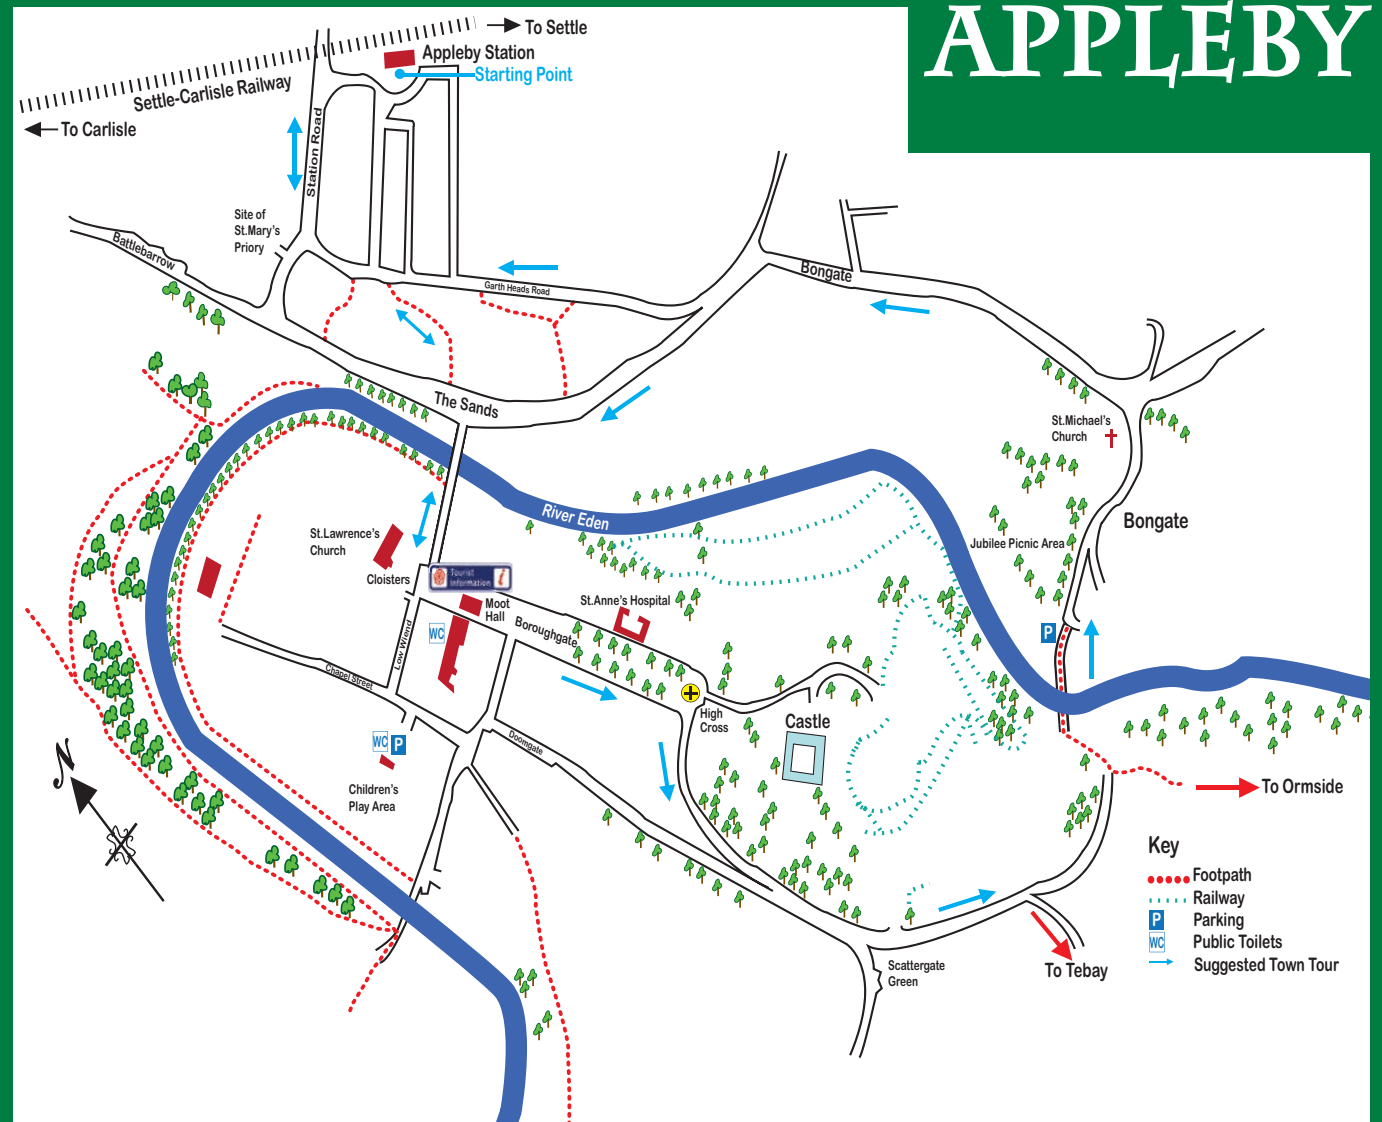 APPLEBY
To Settle
Appleby Station
Starting Point
Settle-Carlisle Railway
To Carlisle
Station Road
Site of
St.Mary's
Priory
Battlebarrow
Garth Heads Road
Bongate
The Sands
St.Michael's
Church
River Eden
Bongate
Jubilee Picnic Area
St.Lawrence's
Church
Cloisters
Tourist
Information
i
Moot
Hall
St.Anne's Hospital
WC
Boroughgate
Low Wiend
P
Chapel Street
High
Cross
Castle
WC
P
Doomgate
Children's
Play Area
N
To Ormside
Key
Footpath
Railway
P
Parking
WC
Public Toilets
Suggested Town Tour
Scattergate
Green
To Tebay